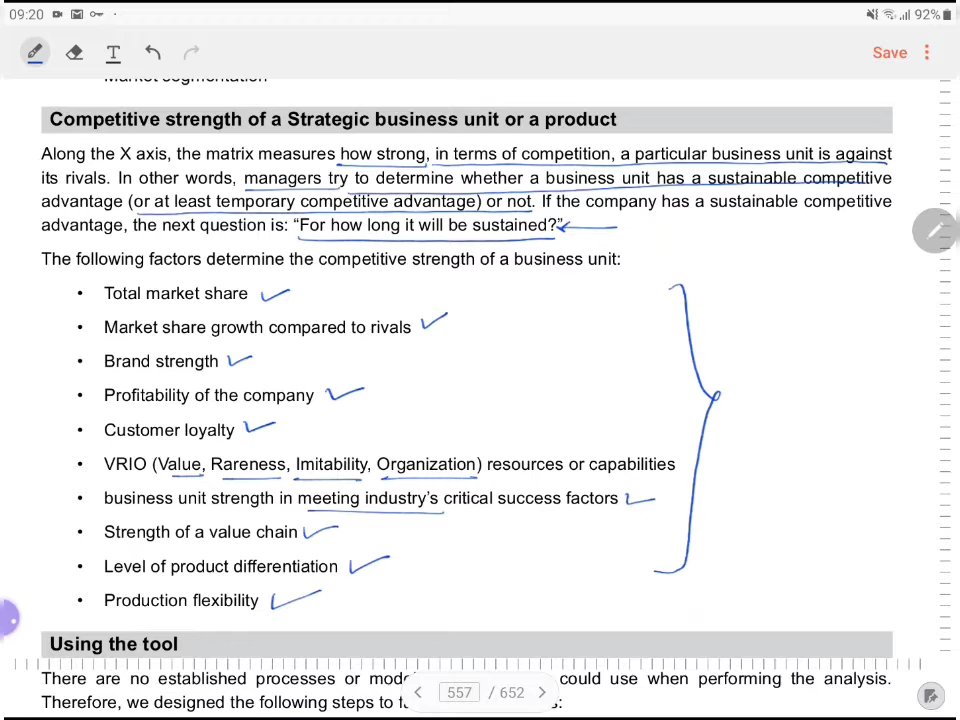 09:20
92%
T
Save
Market segmentation
Competitive strength of a Strategic business unit or a product
Along the X axis, the matrix measures how strong, in terms of competition, a particular business unit is against
its rivals. In other words, managers try to determine whether a business unit has a sustainable competitive
advantage (or at least temporary competitive advantage) or not. If the company has a sustainable competitive
advantage, the next question is: “For how long it will be sustained?”
The following factors determine the competitive strength of a business unit:
• Total market share
• Market share growth compared to rivals
• Brand strength
• Profitability of the company
• Customer loyalty
• VRIO (Value, Rareness, Imitability, Organization) resources or capabilities
• business unit strength in meeting industry’s critical success factors
• Strength of a value chain
• Level of product differentiation
• Production flexibility
Using the tool
There are no established processes or could use when performing the analysis.
Therefore, we designed the following steps to
557 / 652